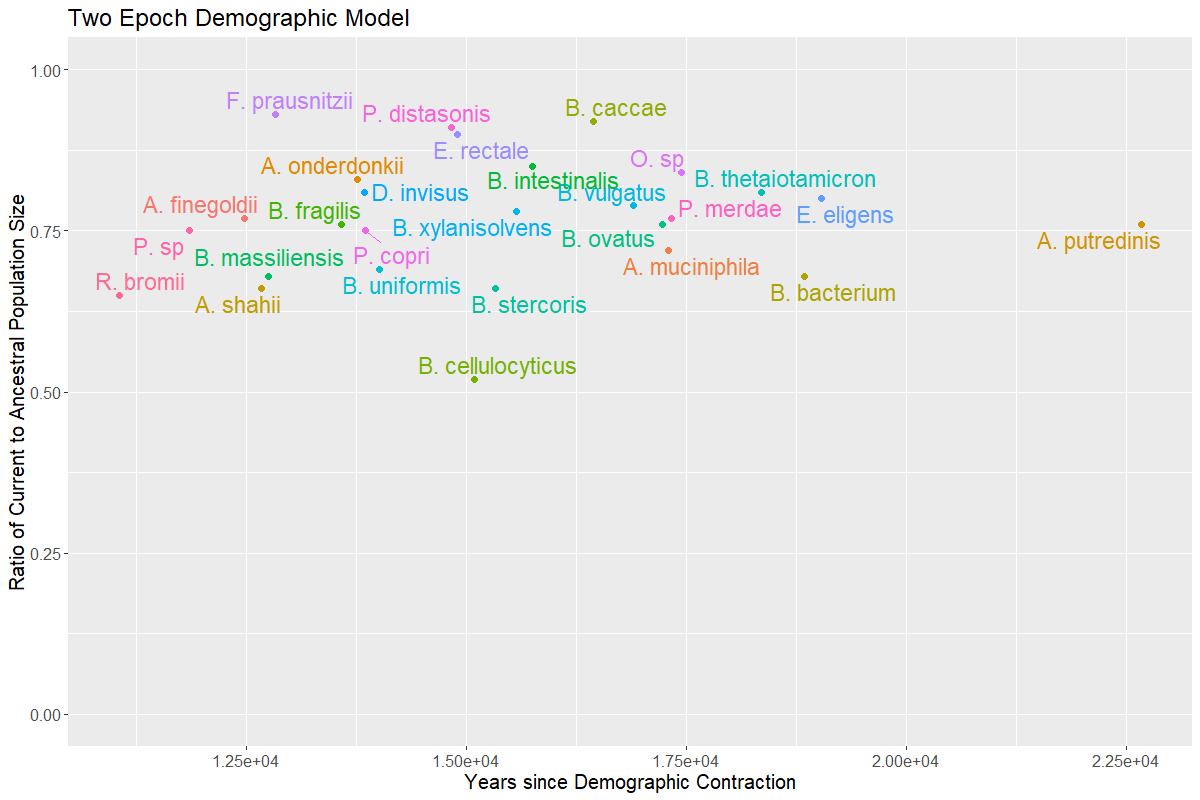 Two Epoch Demographic Model
Ratio of Current to Ancestral Population Size
1.00
0.75
0.50
0.25
0.00
F. prausnitzii
P. distasonis
B. caccae
E. rectale
O. sp
A. onderdonkii
B. intestinalis
B. thetaiotamicron
D. invisus
B. vulgatus
A. finegoldii
B. fragilis
P. merdae
E. eligens
B. xylanisolvens
B. ovatus
A. putredinis
P. sp
P. copri
B. massiliensis
A. muciniphila
R. bromii
B. uniformis
B. bacterium
A. shahii
B. stercoris
B. cellulocyticus
1.25e+04
1.50e+04
1.75e+04
2.00e+04
2.25e+04
Years since Demographic Contraction